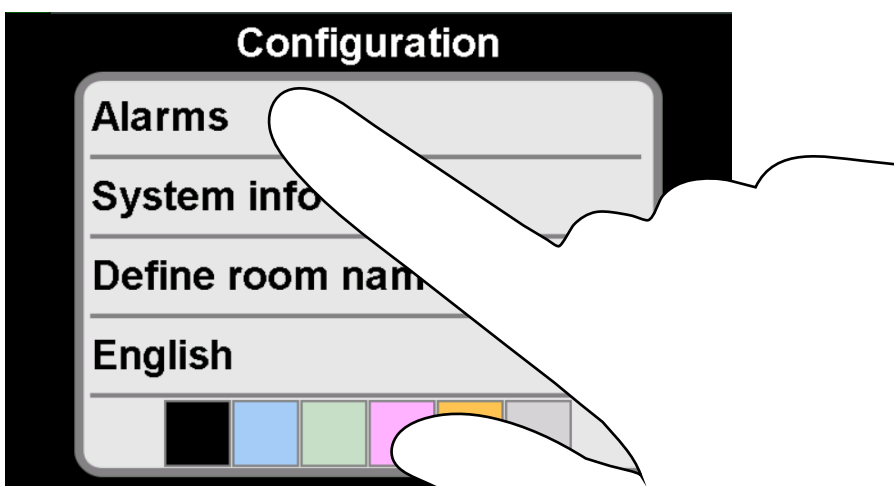 Configuration
Alarms
System info
Define room nam
English